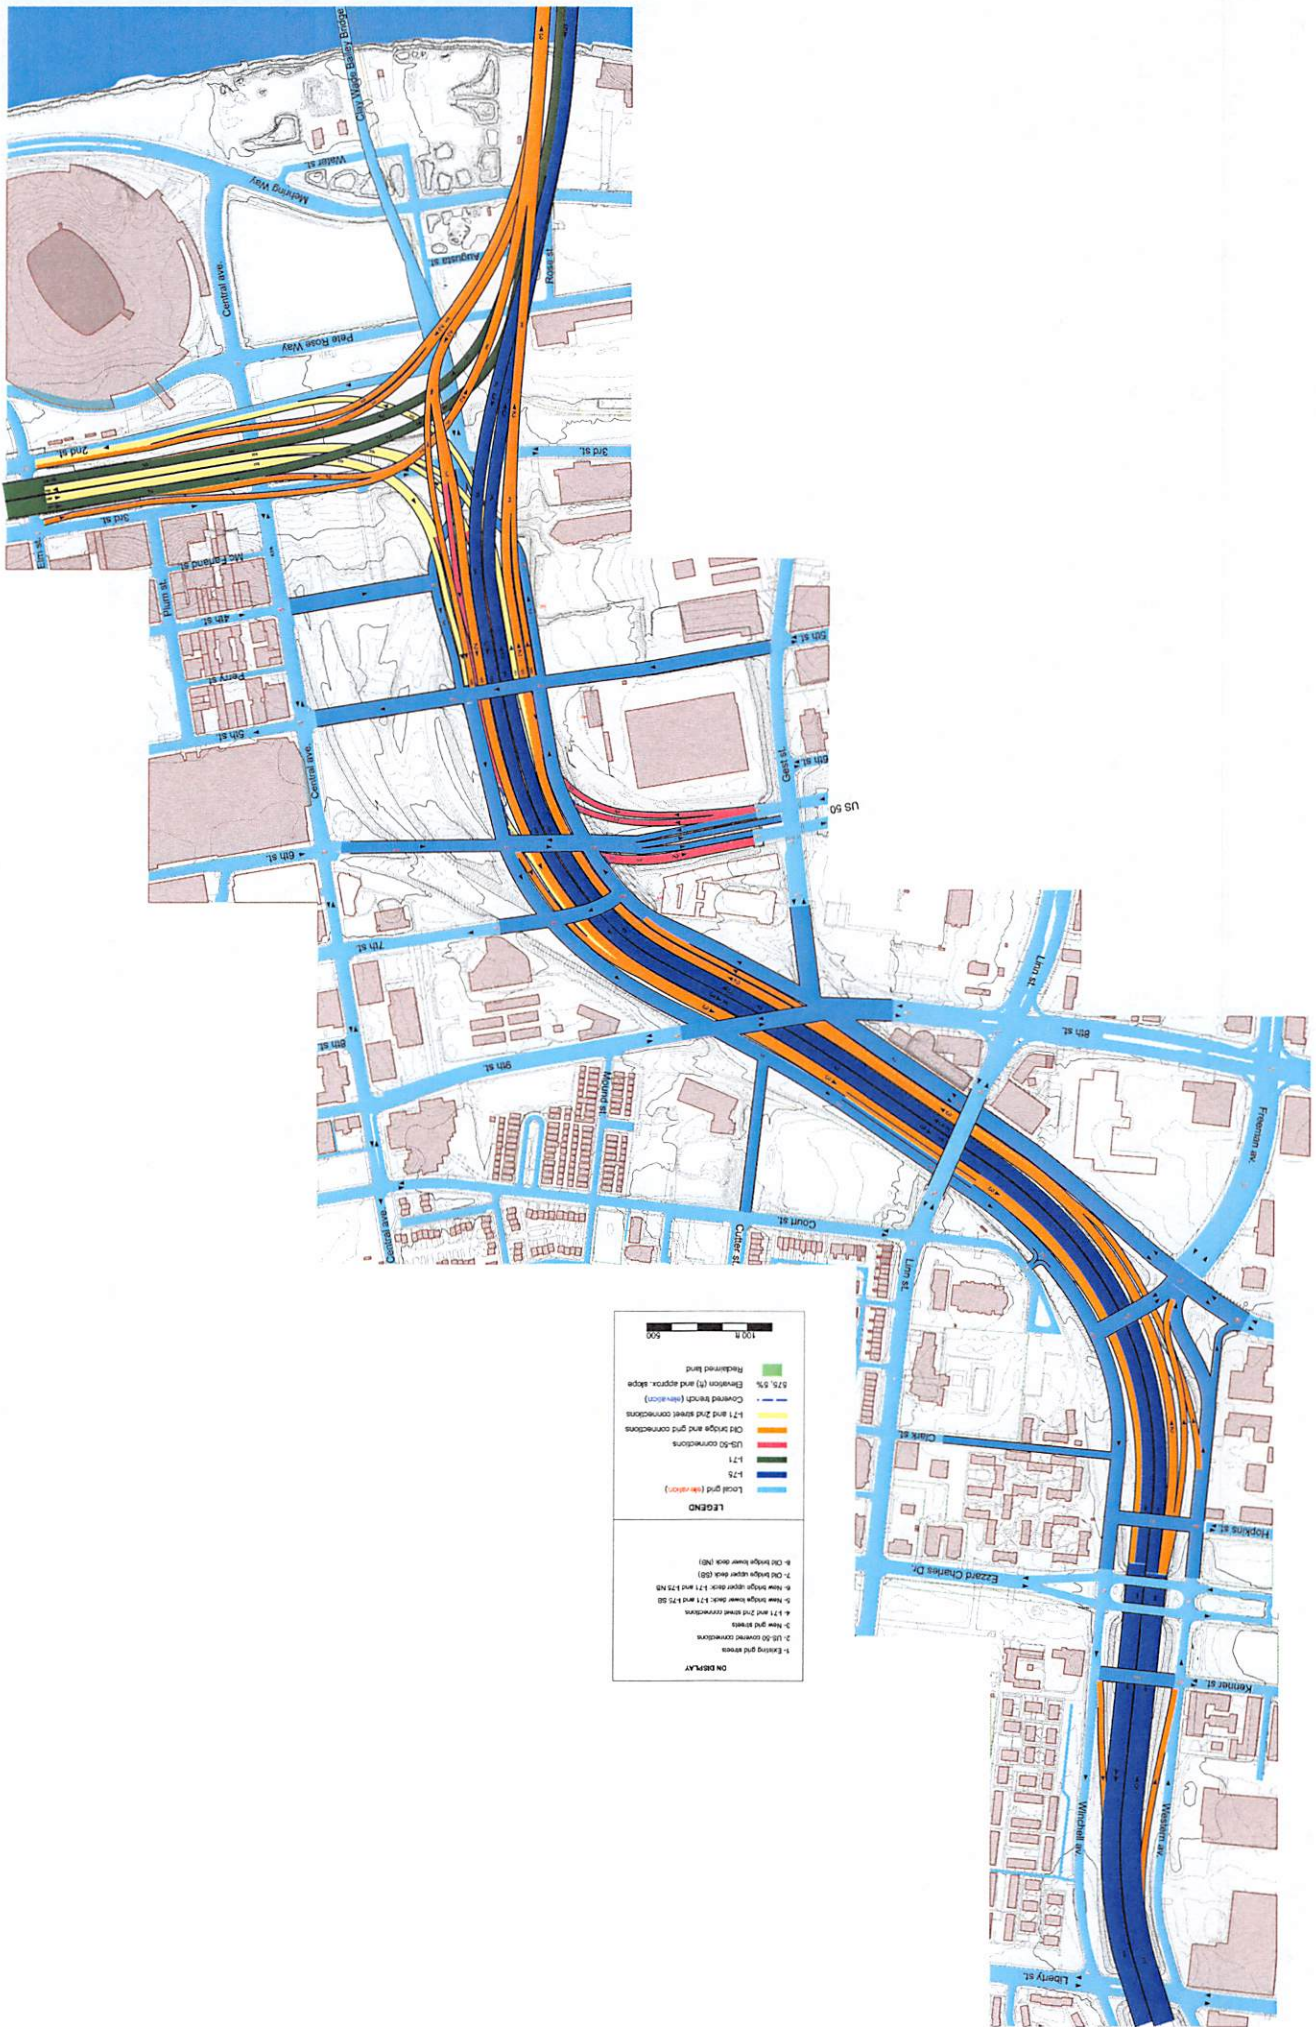 Liberty st.
Western av.
Winchell av.
Kenner st.
Ezzard Charles Dr.
Hopkins st.
ON DISPLAY
1- Existing grid streets
2- US-50 covered connections
3- New grid streets
4- I-71 and 2nd street connections
5- New bridge lower deck: I-71 and I-75 SB
6- New bridge upper deck: I-71 and I-75 NB
7- Old bridge upper deck (SB)
8- Old bridge lower deck (NB)
LEGEND
Local grid (elevation)
I-75
I-71
US-50 connections
Old bridge and grid connections
I-71 and 2nd street connections
Covered trench (elevation)
575, 5% Elevation (ft) and approx. slope
Reclaimed land
100 ft 500
Clark st.
Linn st.
Court st.
Cutter st.
Central ave.
Freeman av.
Mound st.
9th st.
8th st.
8th st.
Linn st.
7th st.
6th st.
US 50
6th st.
Gest st.
Central ave.
5th st.
5th st.
Perry st.
4th st.
Plum st.
Mc Farland st.
3rd st.
Elm st.
3rd st.
2nd st.
Pete Rose Way
Central ave.
Rose st.
Augusta st.
Mehring Way
Water st.
Clay Wade Bailey Bridge